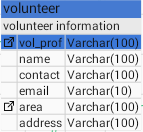 volunteer
volunteer information
vol_prof Varchar(100)
name Varchar(100)
contact Varchar(100)
email Varchar(10)
area Varchar(100)
address Varchar(100)